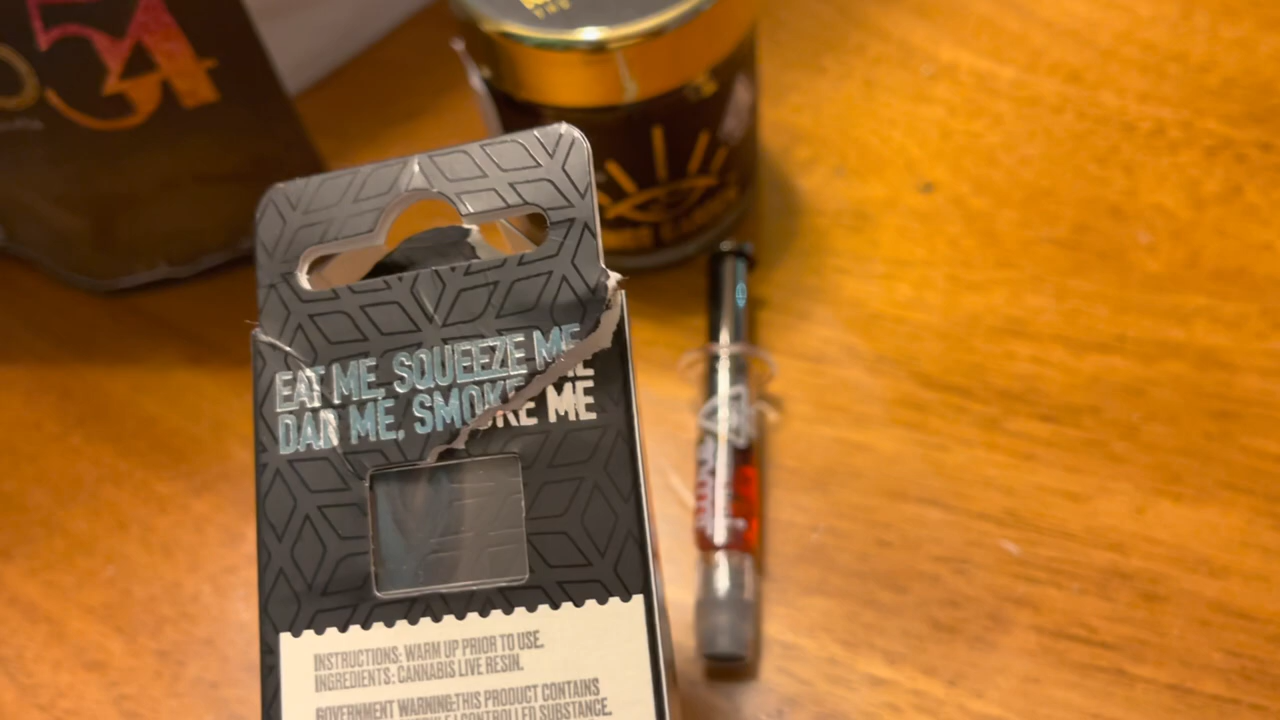 54
EAT ME, SQUEEZE ME
DAB ME, SMOKE ME
INSTRUCTIONS: WARM UP PRIOR TO USE.
INGREDIENTS: CANNABIS LIVE RESIN.
GOVERNMENT WARNING: THIS PRODUCT CONTAINS
CONTROLLED SUBSTANCE.